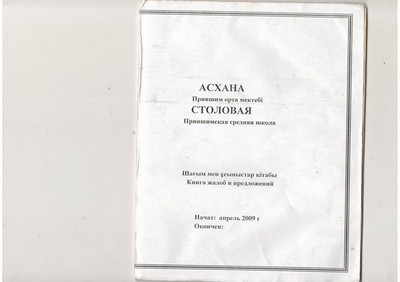 АСХАНА
Приишим орта мектебі
СТОЛОВАЯ
Приишимская средняя школа
Шағым мен ұсыныстар кітабы
Книга жалоб и предложений
Начат: апрель 2009 г
Окончен: